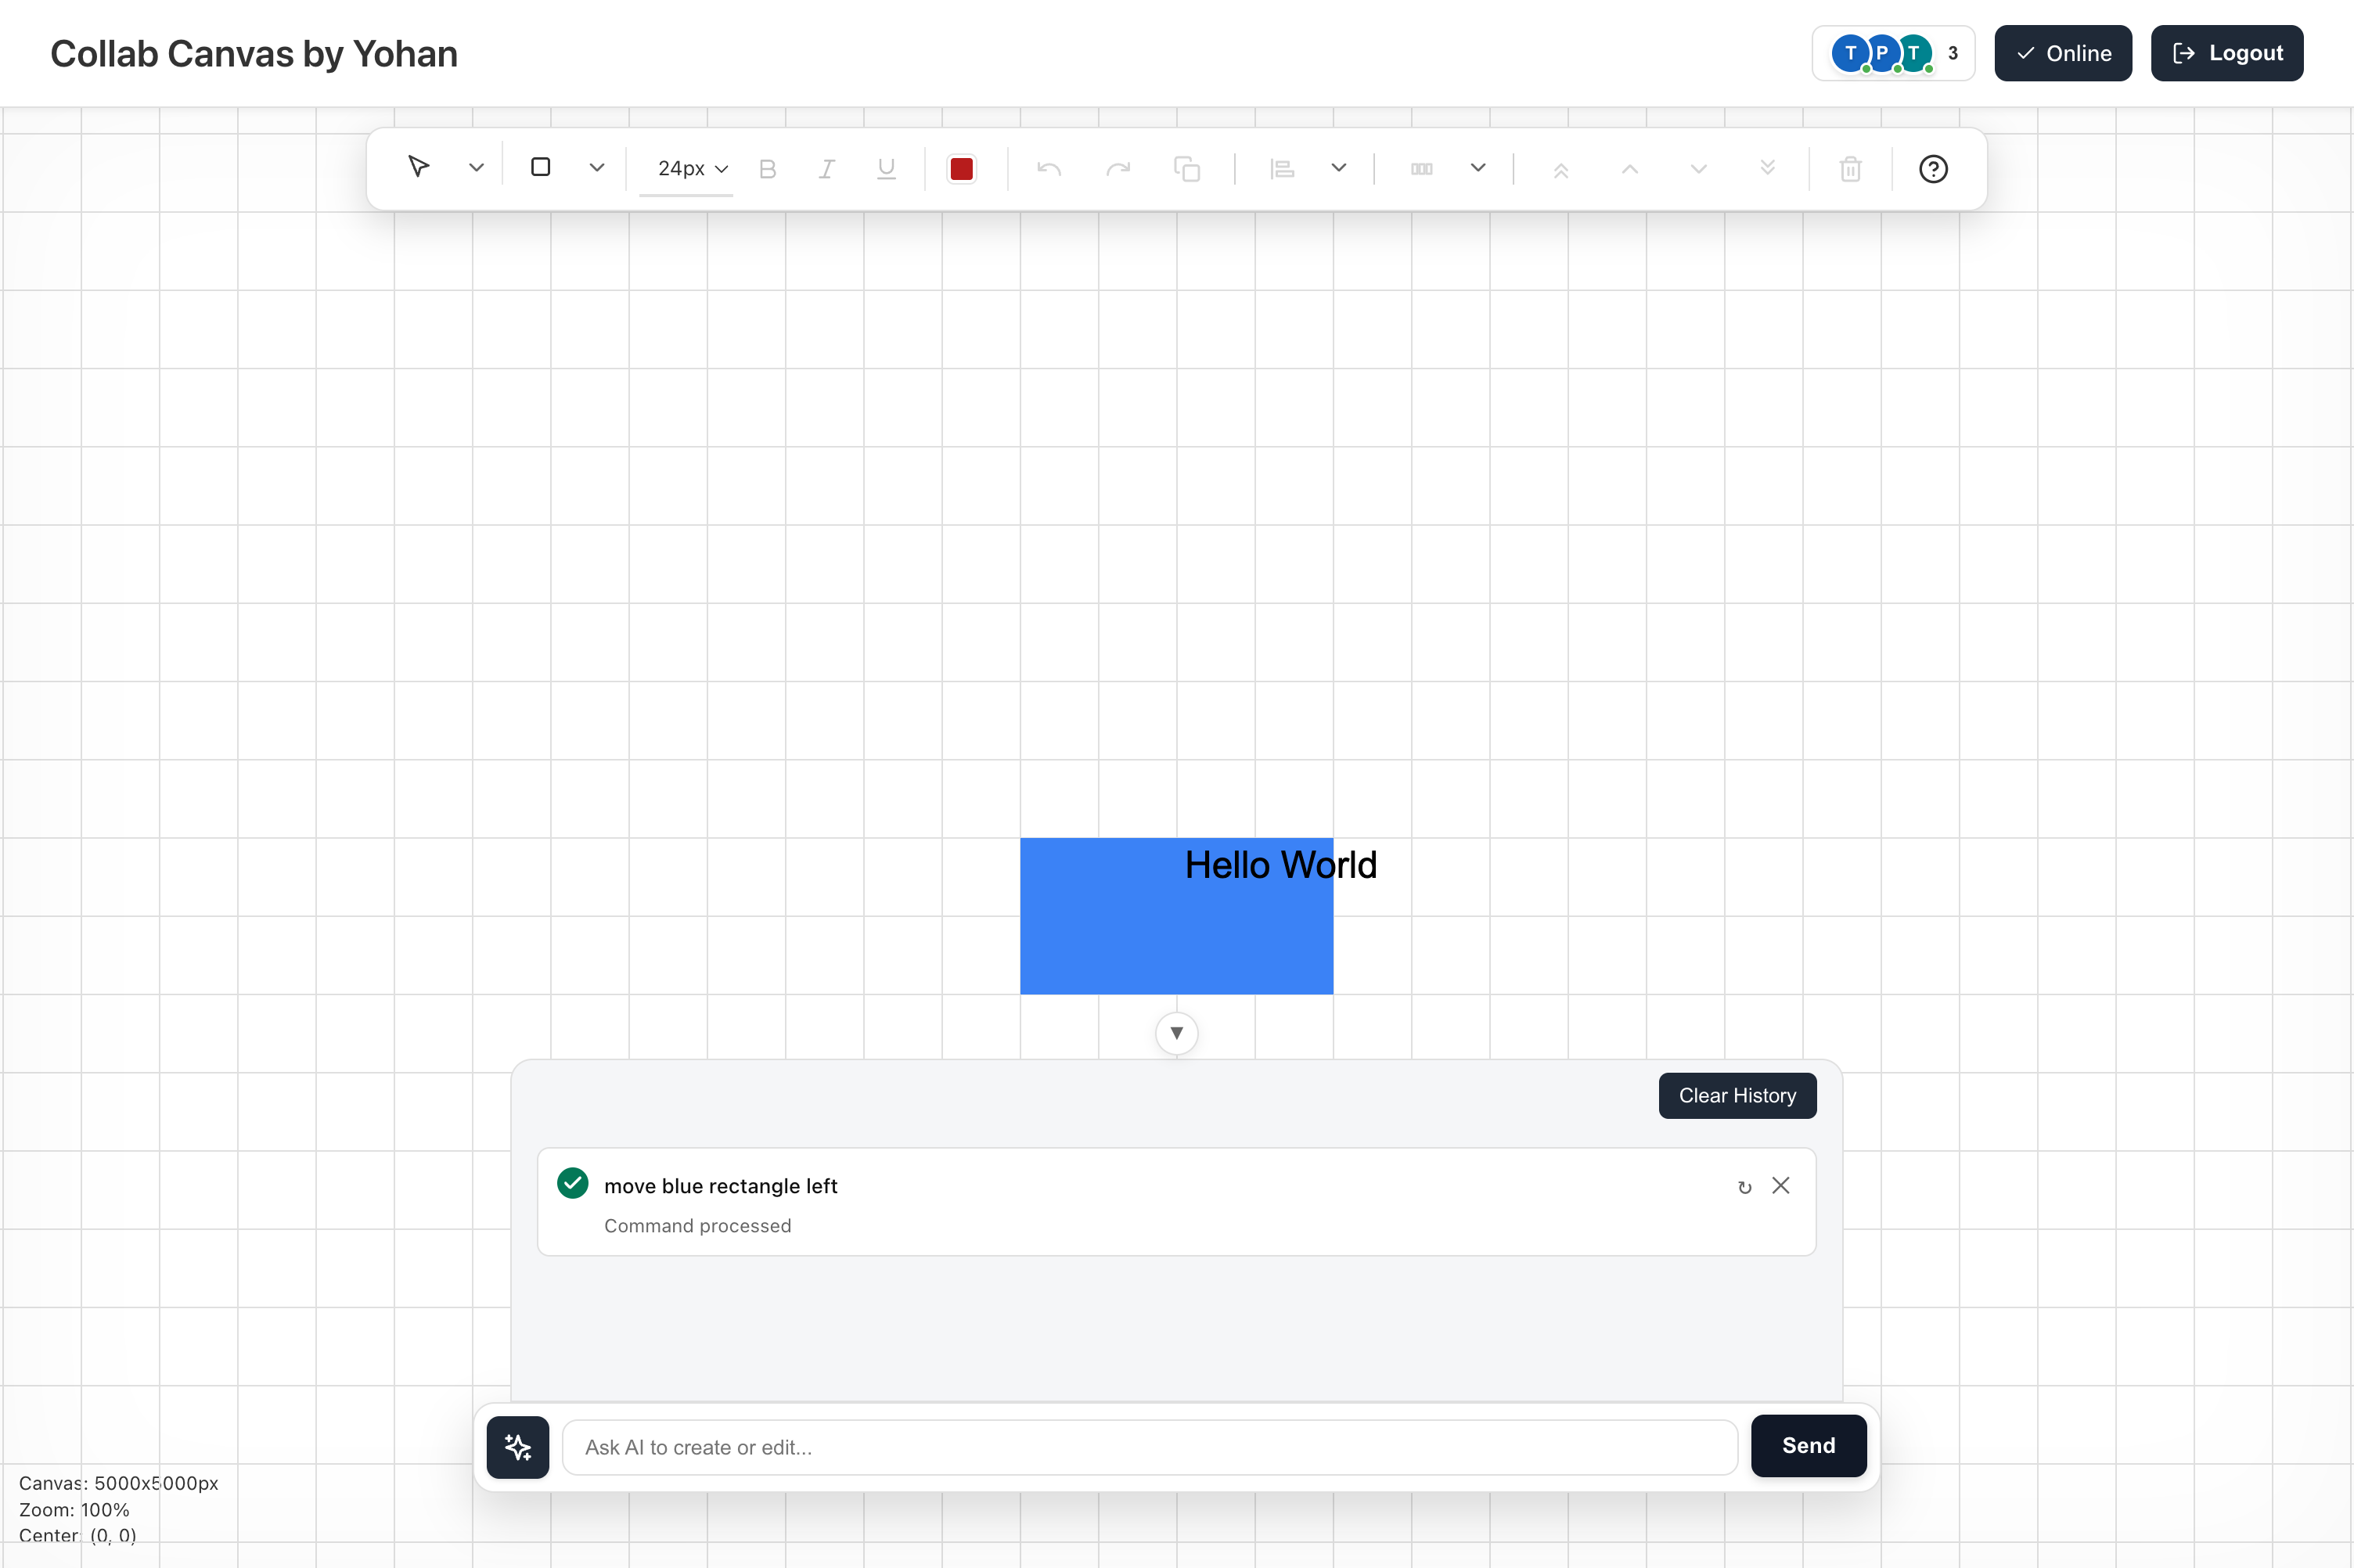 Collab Canvas by Yohan
T P T 3
Online
Logout
24px
Hello World
Clear History
move blue rectangle left
Command processed
Ask AI to create or edit...
Send
Canvas: 5000x5000px
Zoom: 100%
Center: (0, 0)